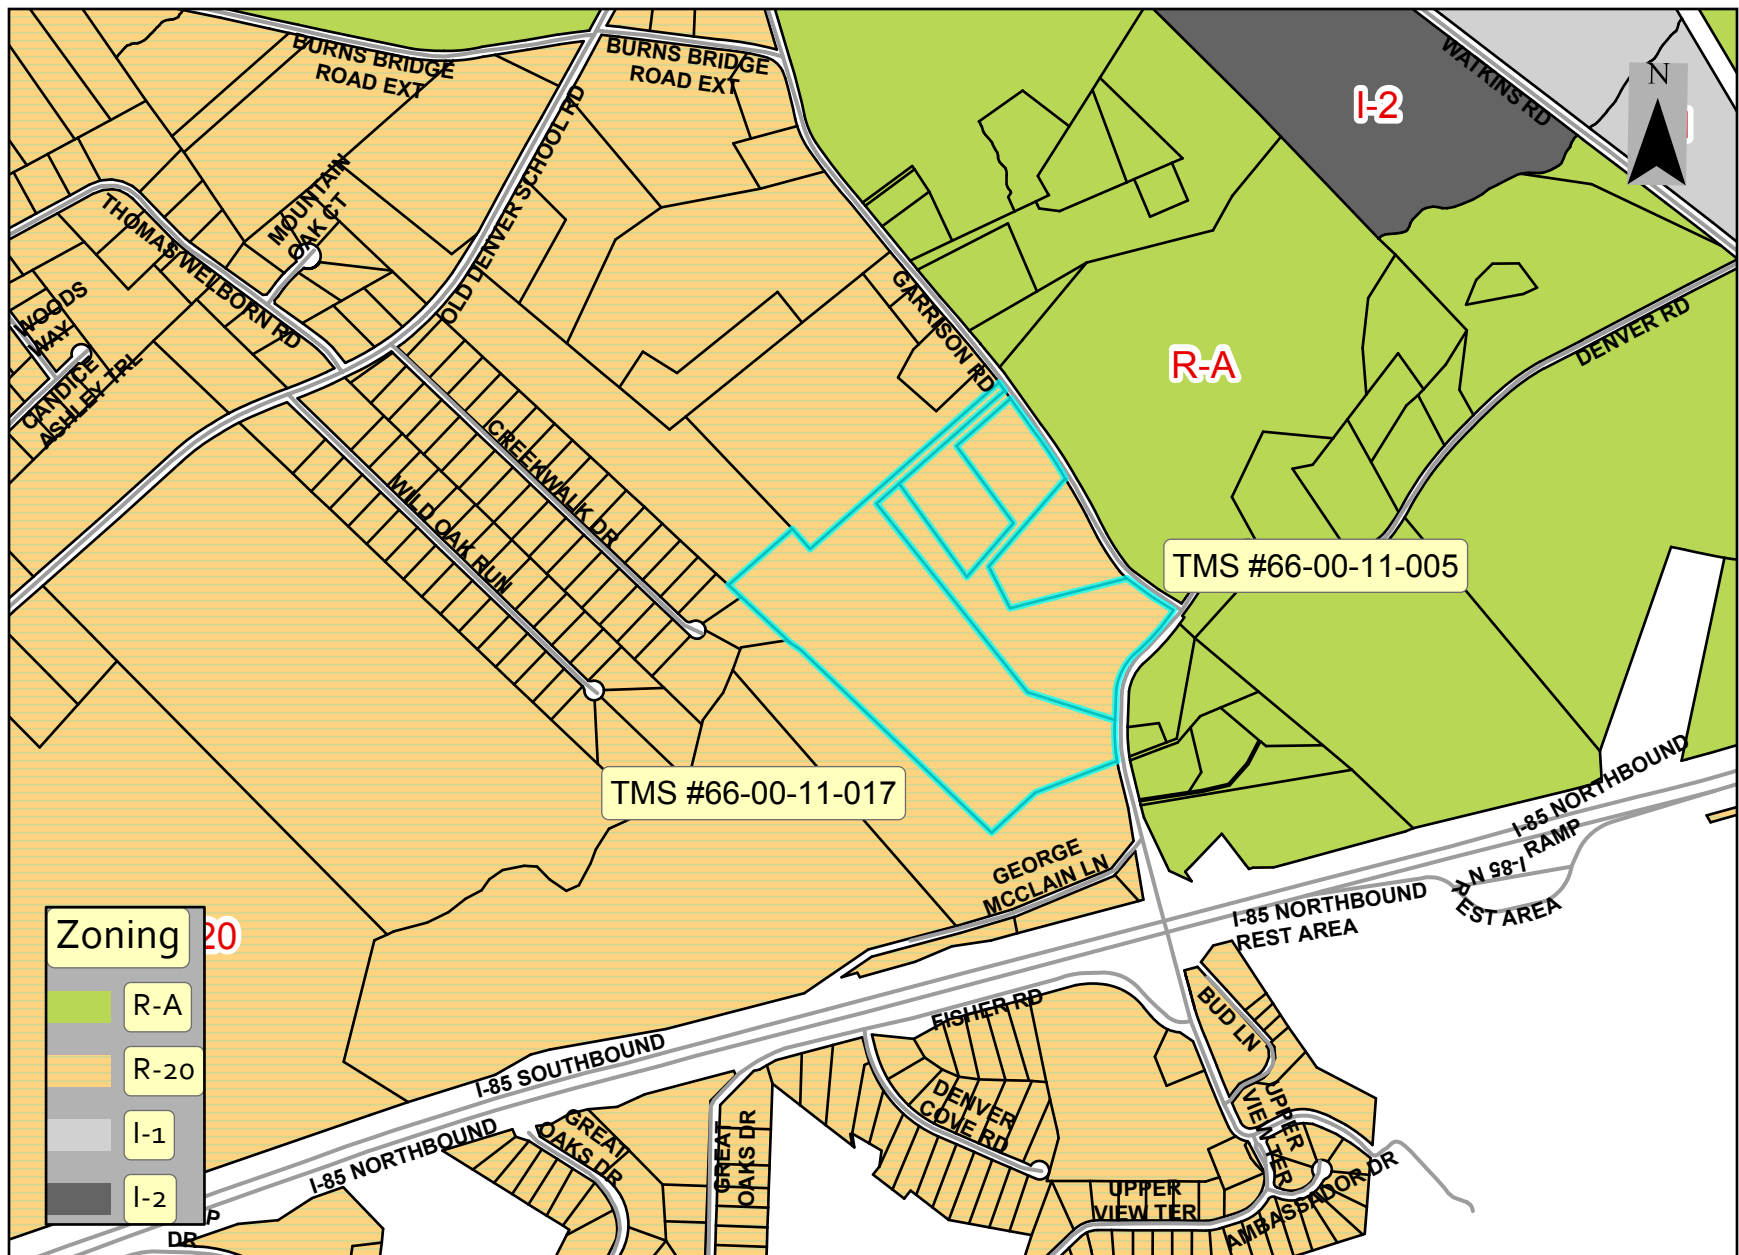 BURNS BRIDGE
ROAD EXT
BURNS BRIDGE
ROAD EXT
WATKINS RD
N
I-2
OLD DENVER SCHOOL RD
MOUNTAIN
OAK CT
THOMAS WELBORN RD
WOODS
WAY
CANDICE
ASHLEY TRL
GARRISON RD
R-A
DENVER RD
CREEKWALK DR
WILD OAK RUN
TMS #66-00-11-005
TMS #66-00-11-017
GEORGE
MCCLAIN LN
I-85 NORTHBOUND
RAMP
I-85 N
REST AREA
I-85 NORTHBOUND
REST AREA
Zoning
20
R-A
R-20
I-1
I-2
FISHER RD
BUD LN
I-85 SOUTHBOUND
I-85 NORTHBOUND
GREAT
OAKS DR
GREAT
OAKS DR
DENVER
COVE RD
UPPER
VIEW TER
UPPER
VIEW TER
AMBASSADOR DR
P
DR